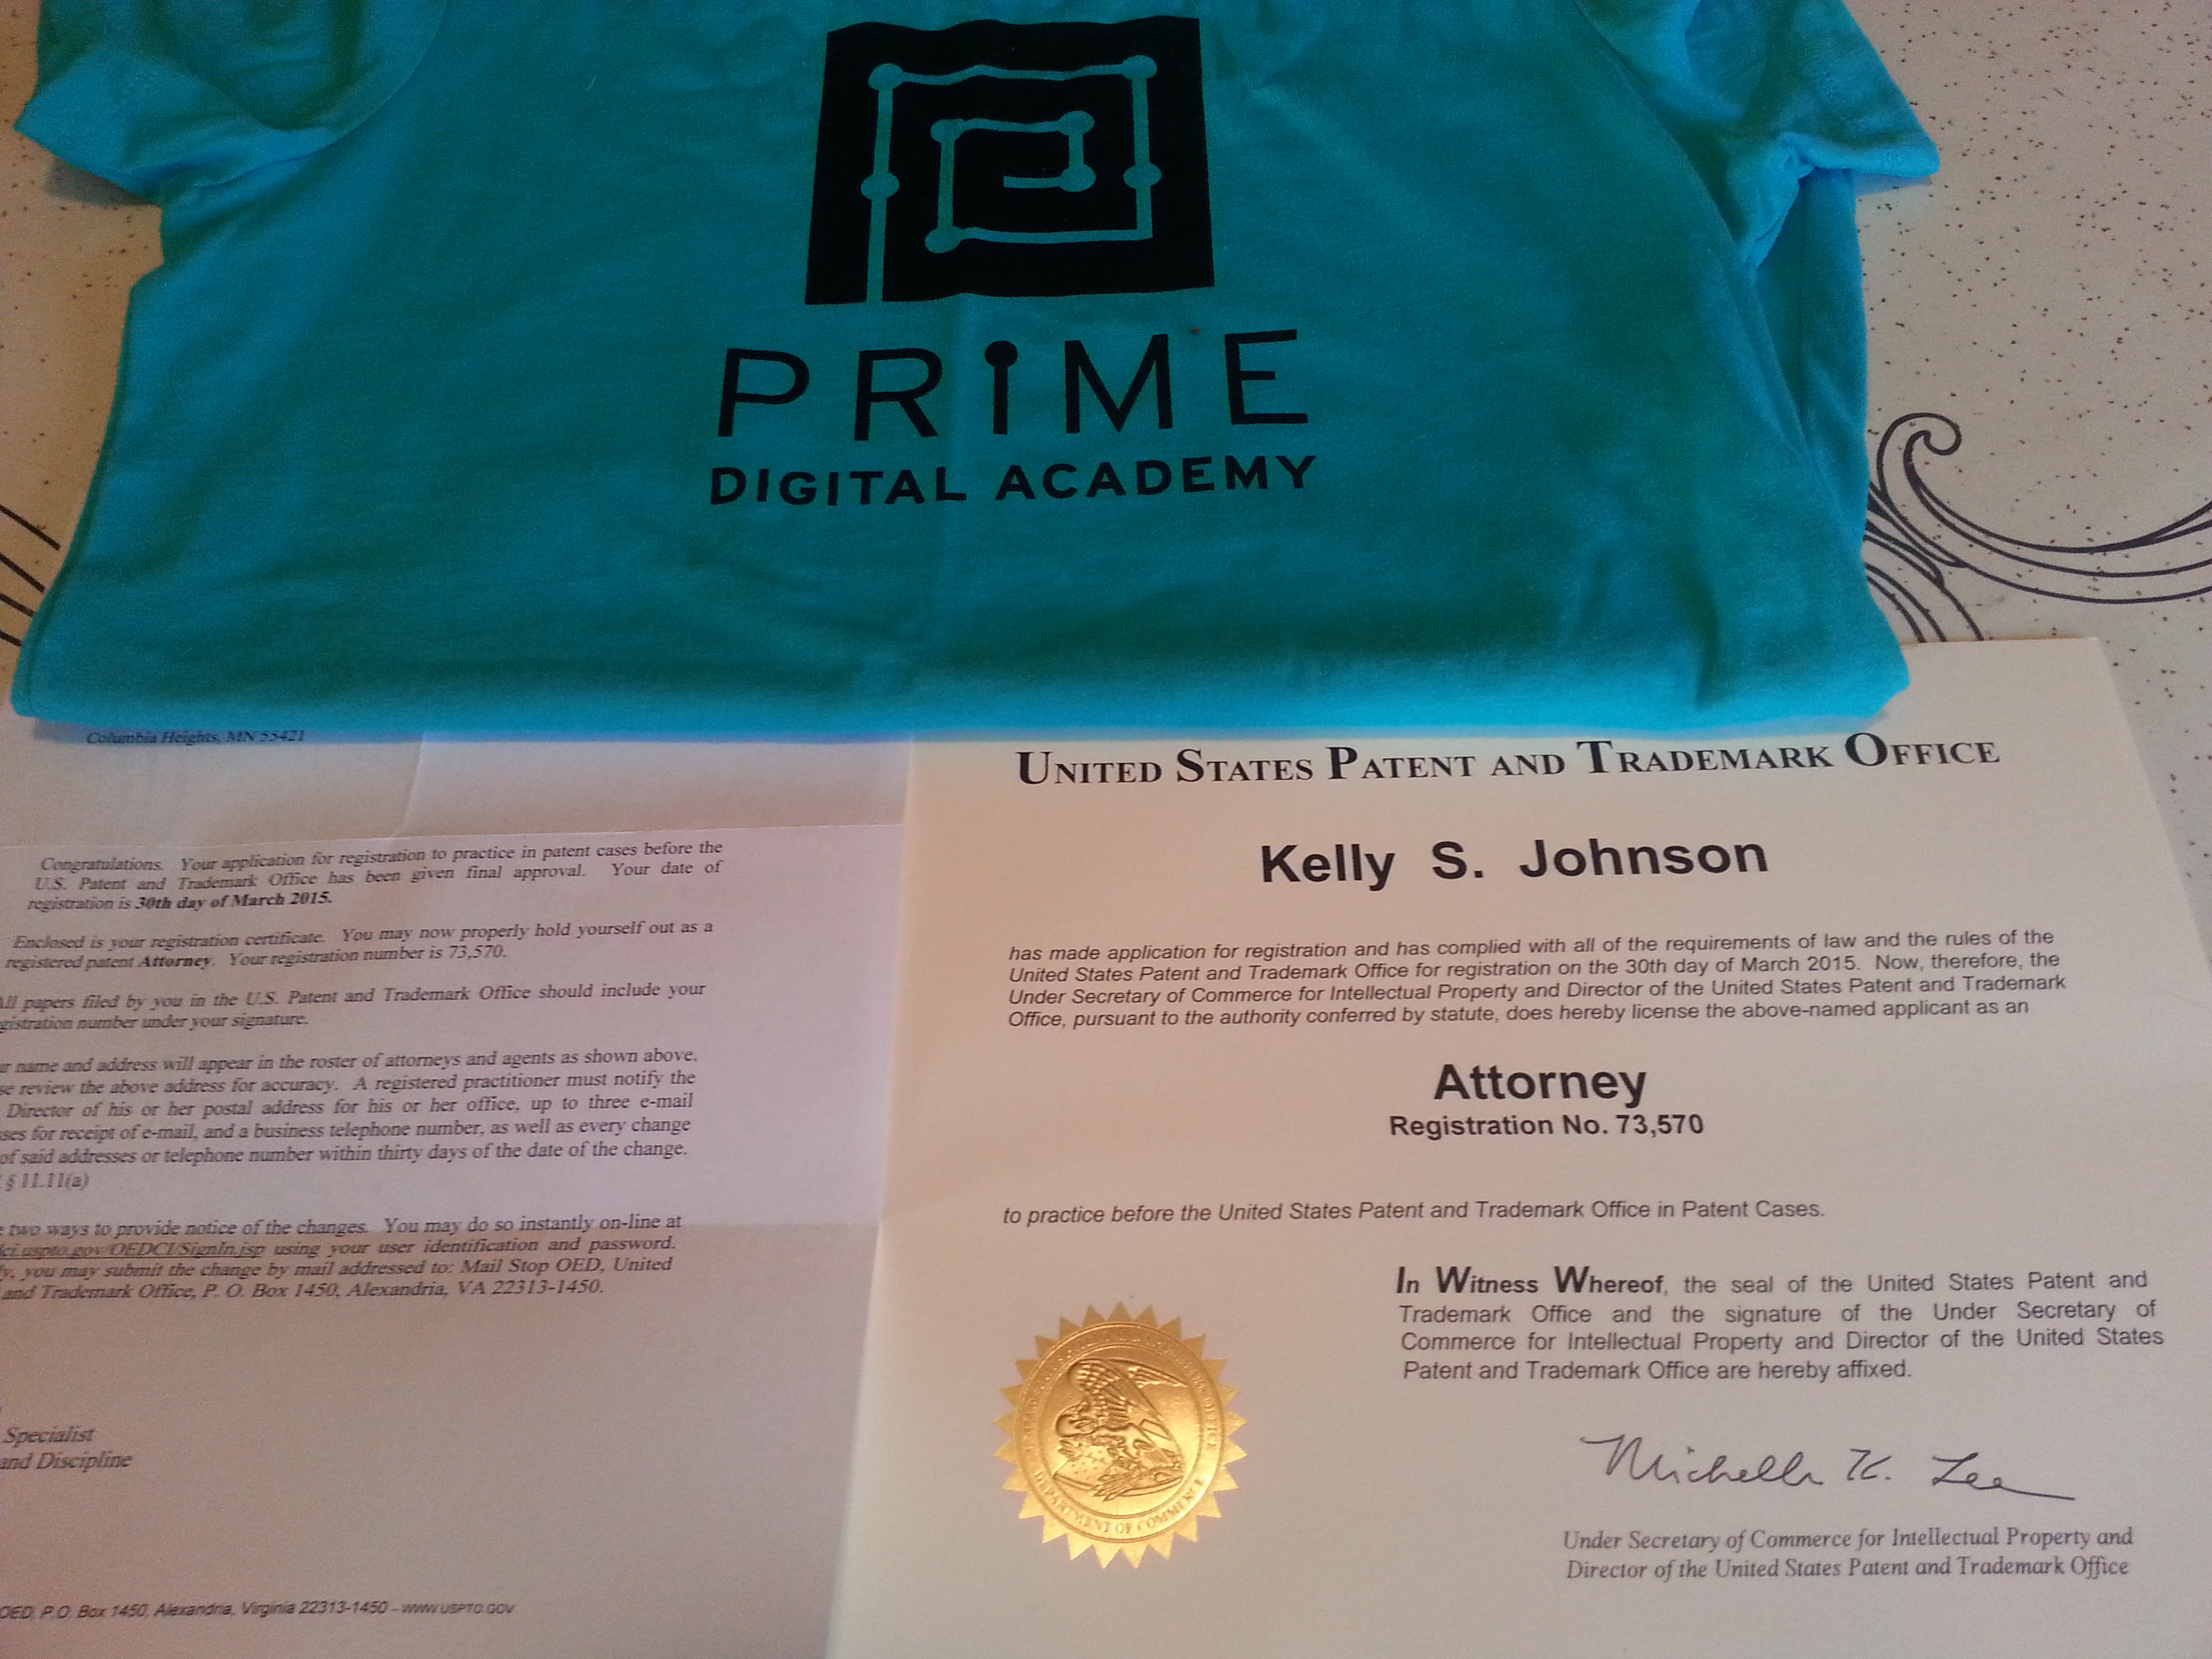 PRIME
DIGITAL ACADEMY
Columbia Heights, MN 55421
Congratulations. Your application for registration to practice in patent cases before the
U.S. Patent and Trademark Office has been given final approval. Your date of
registration is 30th day of March 2015.
Enclosed is your registration certificate. You may now properly hold yourself out as a
registered patent Attorney. Your registration number is 73,570.
All papers filed by you in the U.S. Patent and Trademark Office should include your
gistration number under your signature.
ur name and address will appear in the roster of attorneys and agents as shown above.
se review the above address for accuracy. A registered practitioner must notify the
Director of his or her postal address for his or her office, up to three e-mail
ses for receipt of e-mail, and a business telephone number, as well as every change
of said addresses or telephone number within thirty days of the date of the change.
§ 11.11(a)
e two ways to provide notice of the changes. You may do so instantly on-line at
ci.uspto.gov/OEDCI/SignIn.jsp using your user identification and password.
ly, you may submit the change by mail addressed to: Mail Stop OED, United
and Trademark Office, P. O. Box 1450, Alexandria, VA 22313-1450.
Specialist
and Discipline
OED, P.O. Box 1450, Alexandria, Virginia 22313-1450 – WWW.USPTO.GOV
UNITED STATES PATENT AND TRADEMARK OFFICE
Kelly S. Johnson
has made application for registration and has complied with all of the requirements of law and the rules of the
United States Patent and Trademark Office for registration on the 30th day of March 2015. Now, therefore, the
Under Secretary of Commerce for Intellectual Property and Director of the United States Patent and Trademark
Office, pursuant to the authority conferred by statute, does hereby license the above-named applicant as an
Attorney
Registration No. 73,570
to practice before the United States Patent and Trademark Office in Patent Cases.
In Witness Whereof, the seal of the United States Patent and
Trademark Office and the signature of the Under Secretary of
Commerce for Intellectual Property and Director of the United States
Patent and Trademark Office are hereby affixed.
DEPARTMENT OF COMMERCE
Michelle K. Lee
Under Secretary of Commerce for Intellectual Property and
Director of the United States Patent and Trademark Office